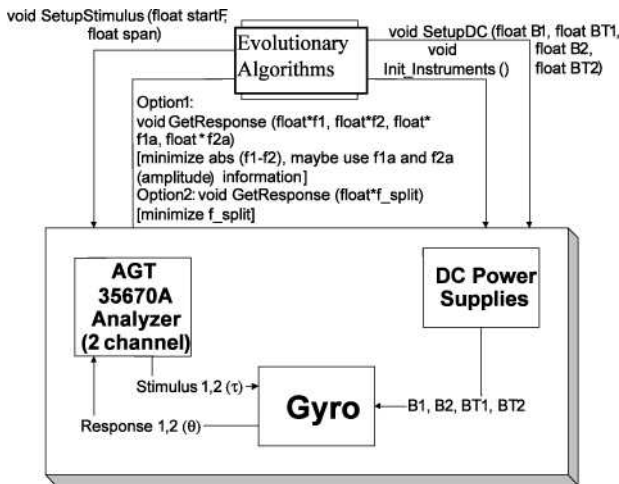 void SetupStimulus (float startF,
float span)
Evolutionary
Algorithms
void SetupDC (float B1, float BT1,
float B2,
float BT2)
void
Init_Instruments ()
Option1:
void GetResponse (float*f1, float*f2, float*
f1a, float* f2a)
[minimize abs (f1-f2), maybe use f1a and f2a
(amplitude) information]
Option2: void GetResponse (float*f_split)
[minimize f_split]
AGT
35670A
Analyzer
(2 channel)
DC Power
Supplies
Stimulus 1,2 (τ)
Gyro
B1, B2, BT1, BT2
Response 1,2 (θ)